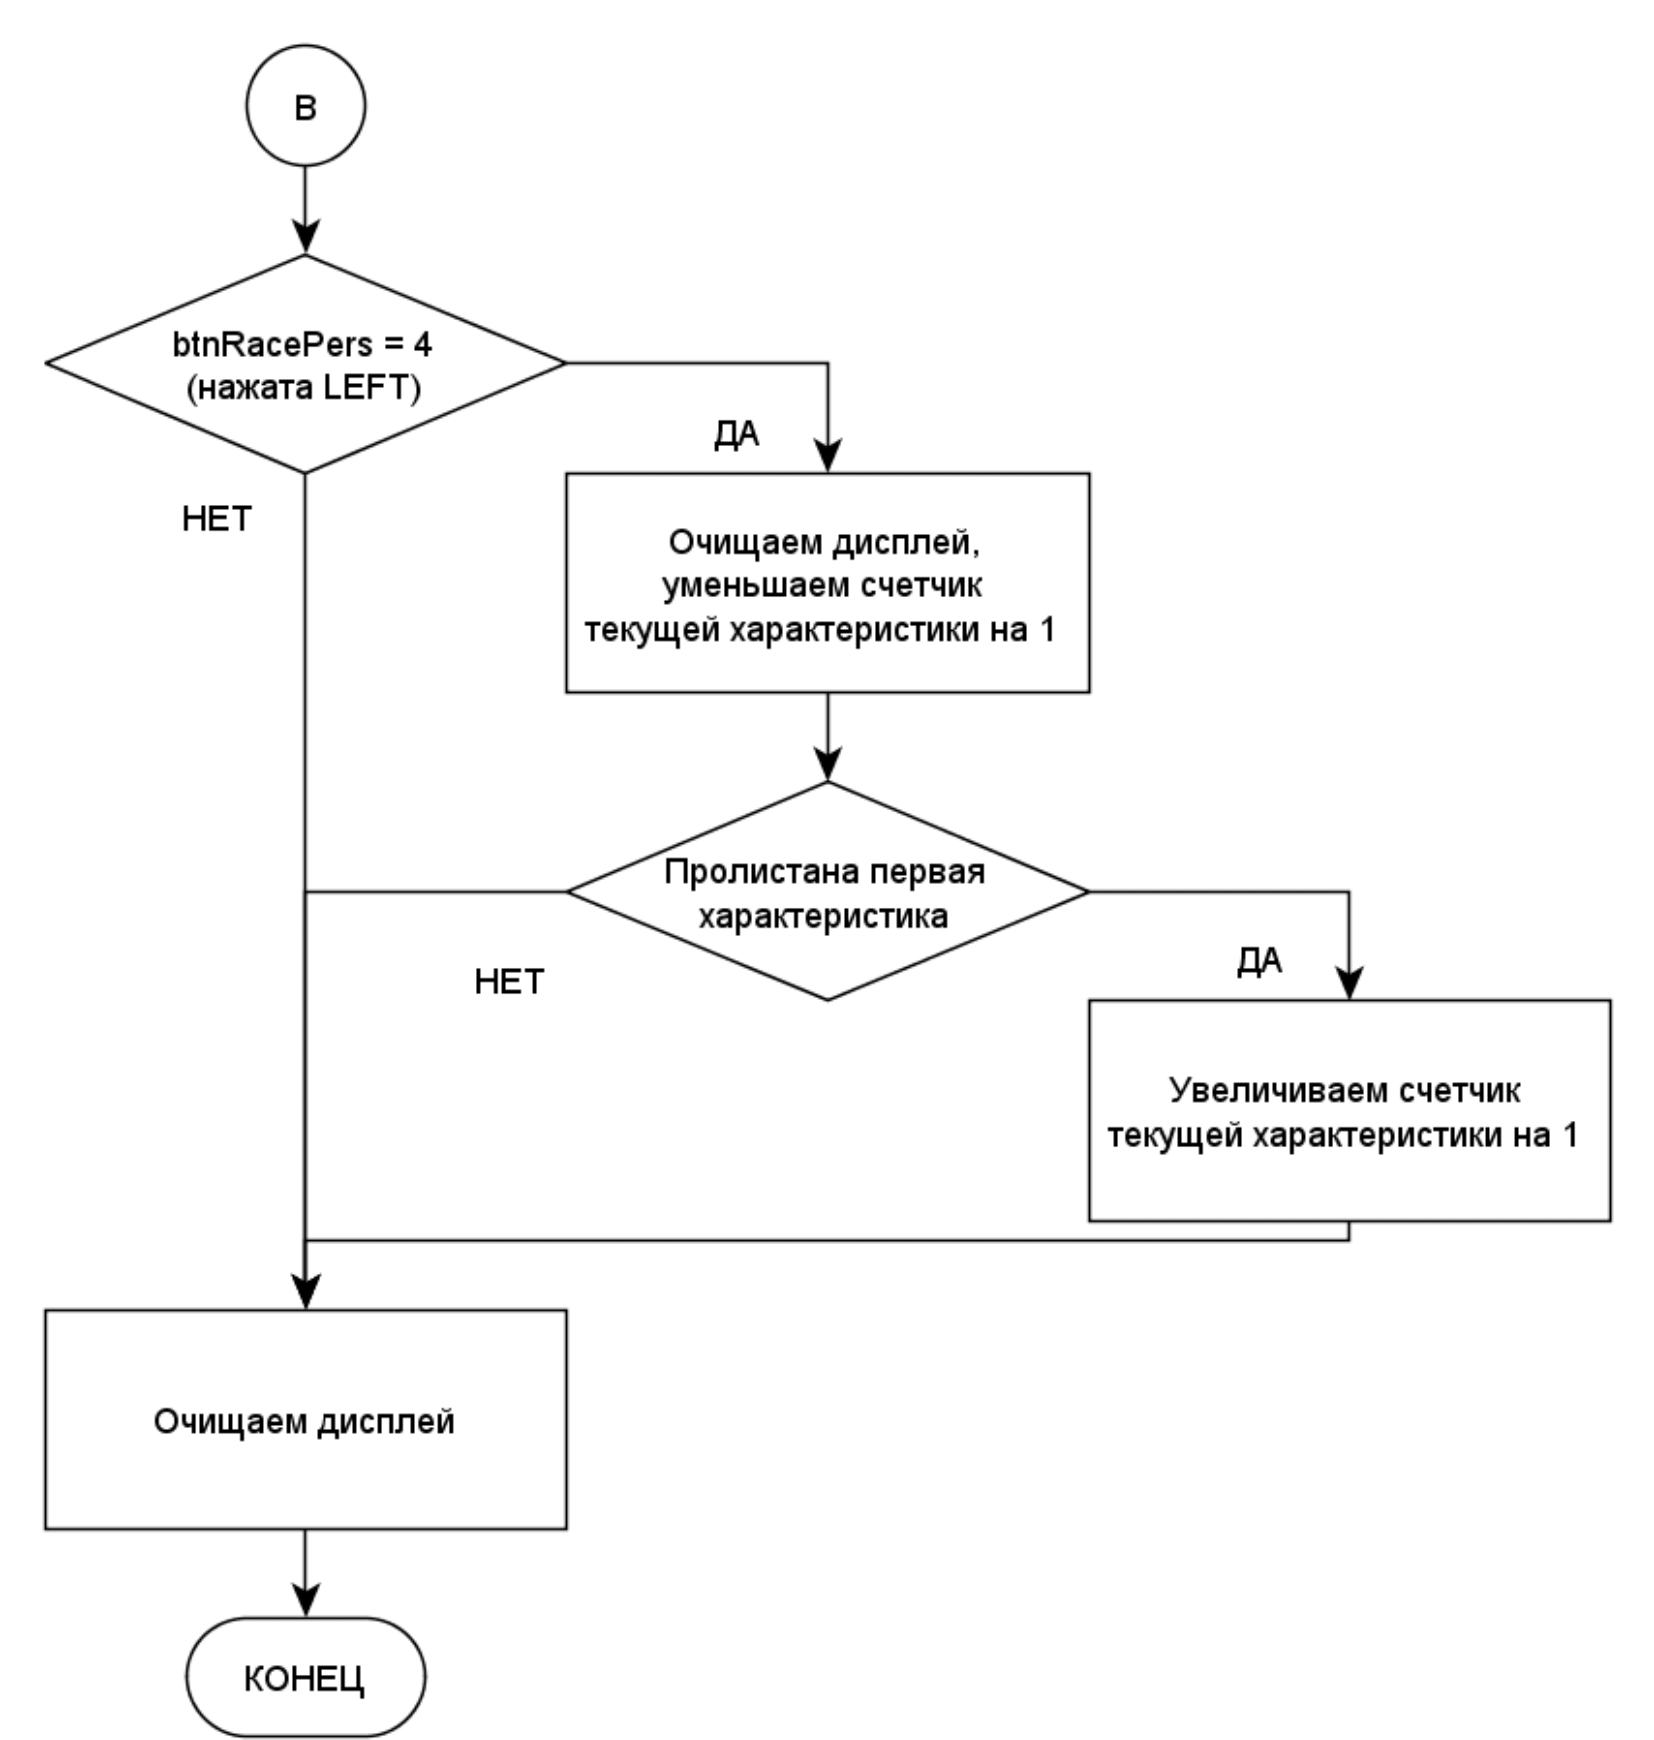 В
btnRacePers = 4
(нажата LEFT)
ДА
НЕТ
Очищаем дисплей,
уменьшаем счетчик
текущей характеристики на 1
Пролистана первая
характеристика
НЕТ
ДА
Увеличиваем счетчик
текущей характеристики на 1
Очищаем дисплей
КОНЕЦ